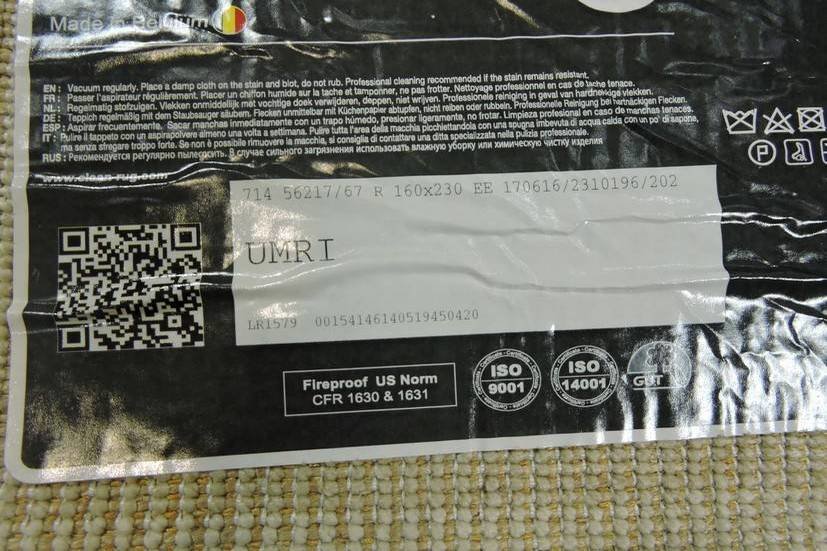 Made in Belgium
EN: Vacuum regularly. Place a damp cloth on the stain and blot, do not rub. Professional cleaning recommended if the stain remains resistant.
FR: Passer l'aspirateur régulièrement. Placer un chiffon humide sur la tache et tamponner, ne pas frotter. Nettoyage professionnel en cas de tache tenace.
NL: Regelmatig stofzuigen. Vlekken onmiddellijk met vochtige doek verwijderen, deppen, niet wrijven. Professionele reiniging in geval van hardnekkige vlekken.
DE: Teppich regelmäßig mit dem Staubsauger säubern. Flecken unmittelbar mit Küchenpapier abtupfen, nicht reiben oder rubbeln. Professionelle Reinigung bei hartnäckigen Flecken.
ESP: Aspirar frecuentemente. Sacar manchas inmediatamente con un trapo húmedo, presionar ligeramente, no frotar. Limpieza profesional en caso de manchas tenaces.
IT: Pulire il tappeto con un aspirapolvere almeno una volta a settimana. Pulire tutta l'area della macchia picchiettandola con una spugna imbevuta di acqua calda con un po' di sapone,
ma senza sfregare troppo forte. Se non è possibile rimuovere la macchia, si consiglia di contattare una ditta specializzata nella pulizia professionale.
RUS: Рекомендуется регулярно пылесосить. В случае сильного загрязнения использовать влажную уборку или химическую чистку изделия
www.clean-rug.com
P
714 56217/67 R 160x230 EE 170616/2310196/202
UMRI
LR1579 00154146140519450420
Fireproof US Norm
CFR 1630 & 1631
ISO
9001
ISO
14001
GUT